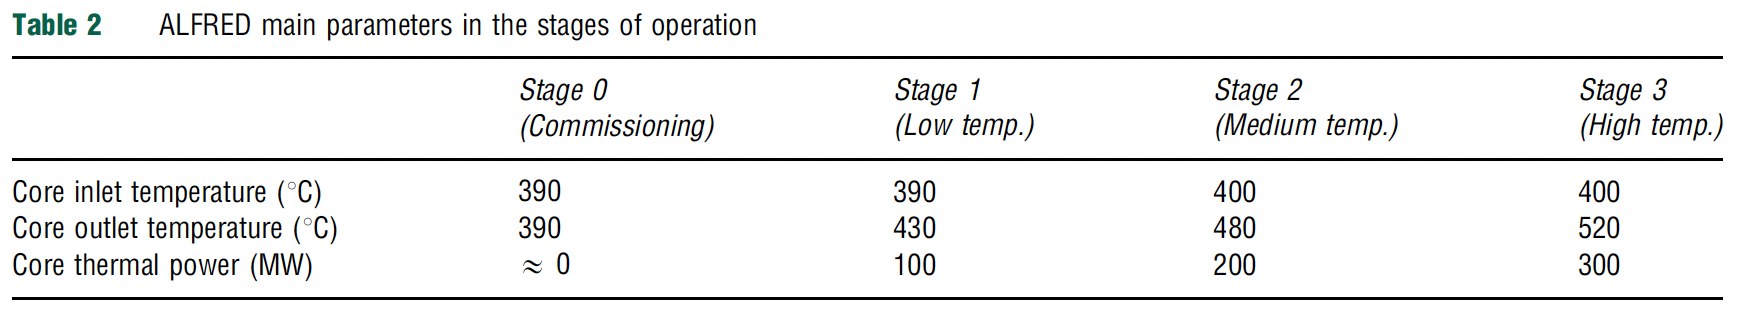 Table 2 ALFRED main parameters in the stages of operation
Stage 0 Stage 1 Stage 2 Stage 3
(Commissioning) (Low temp.) (Medium temp.) (High temp.)
Core inlet temperature (°C) 390 390 400 400
Core outlet temperature (°C) 390 430 480 520
Core thermal power (MW) ≈ 0 100 200 300